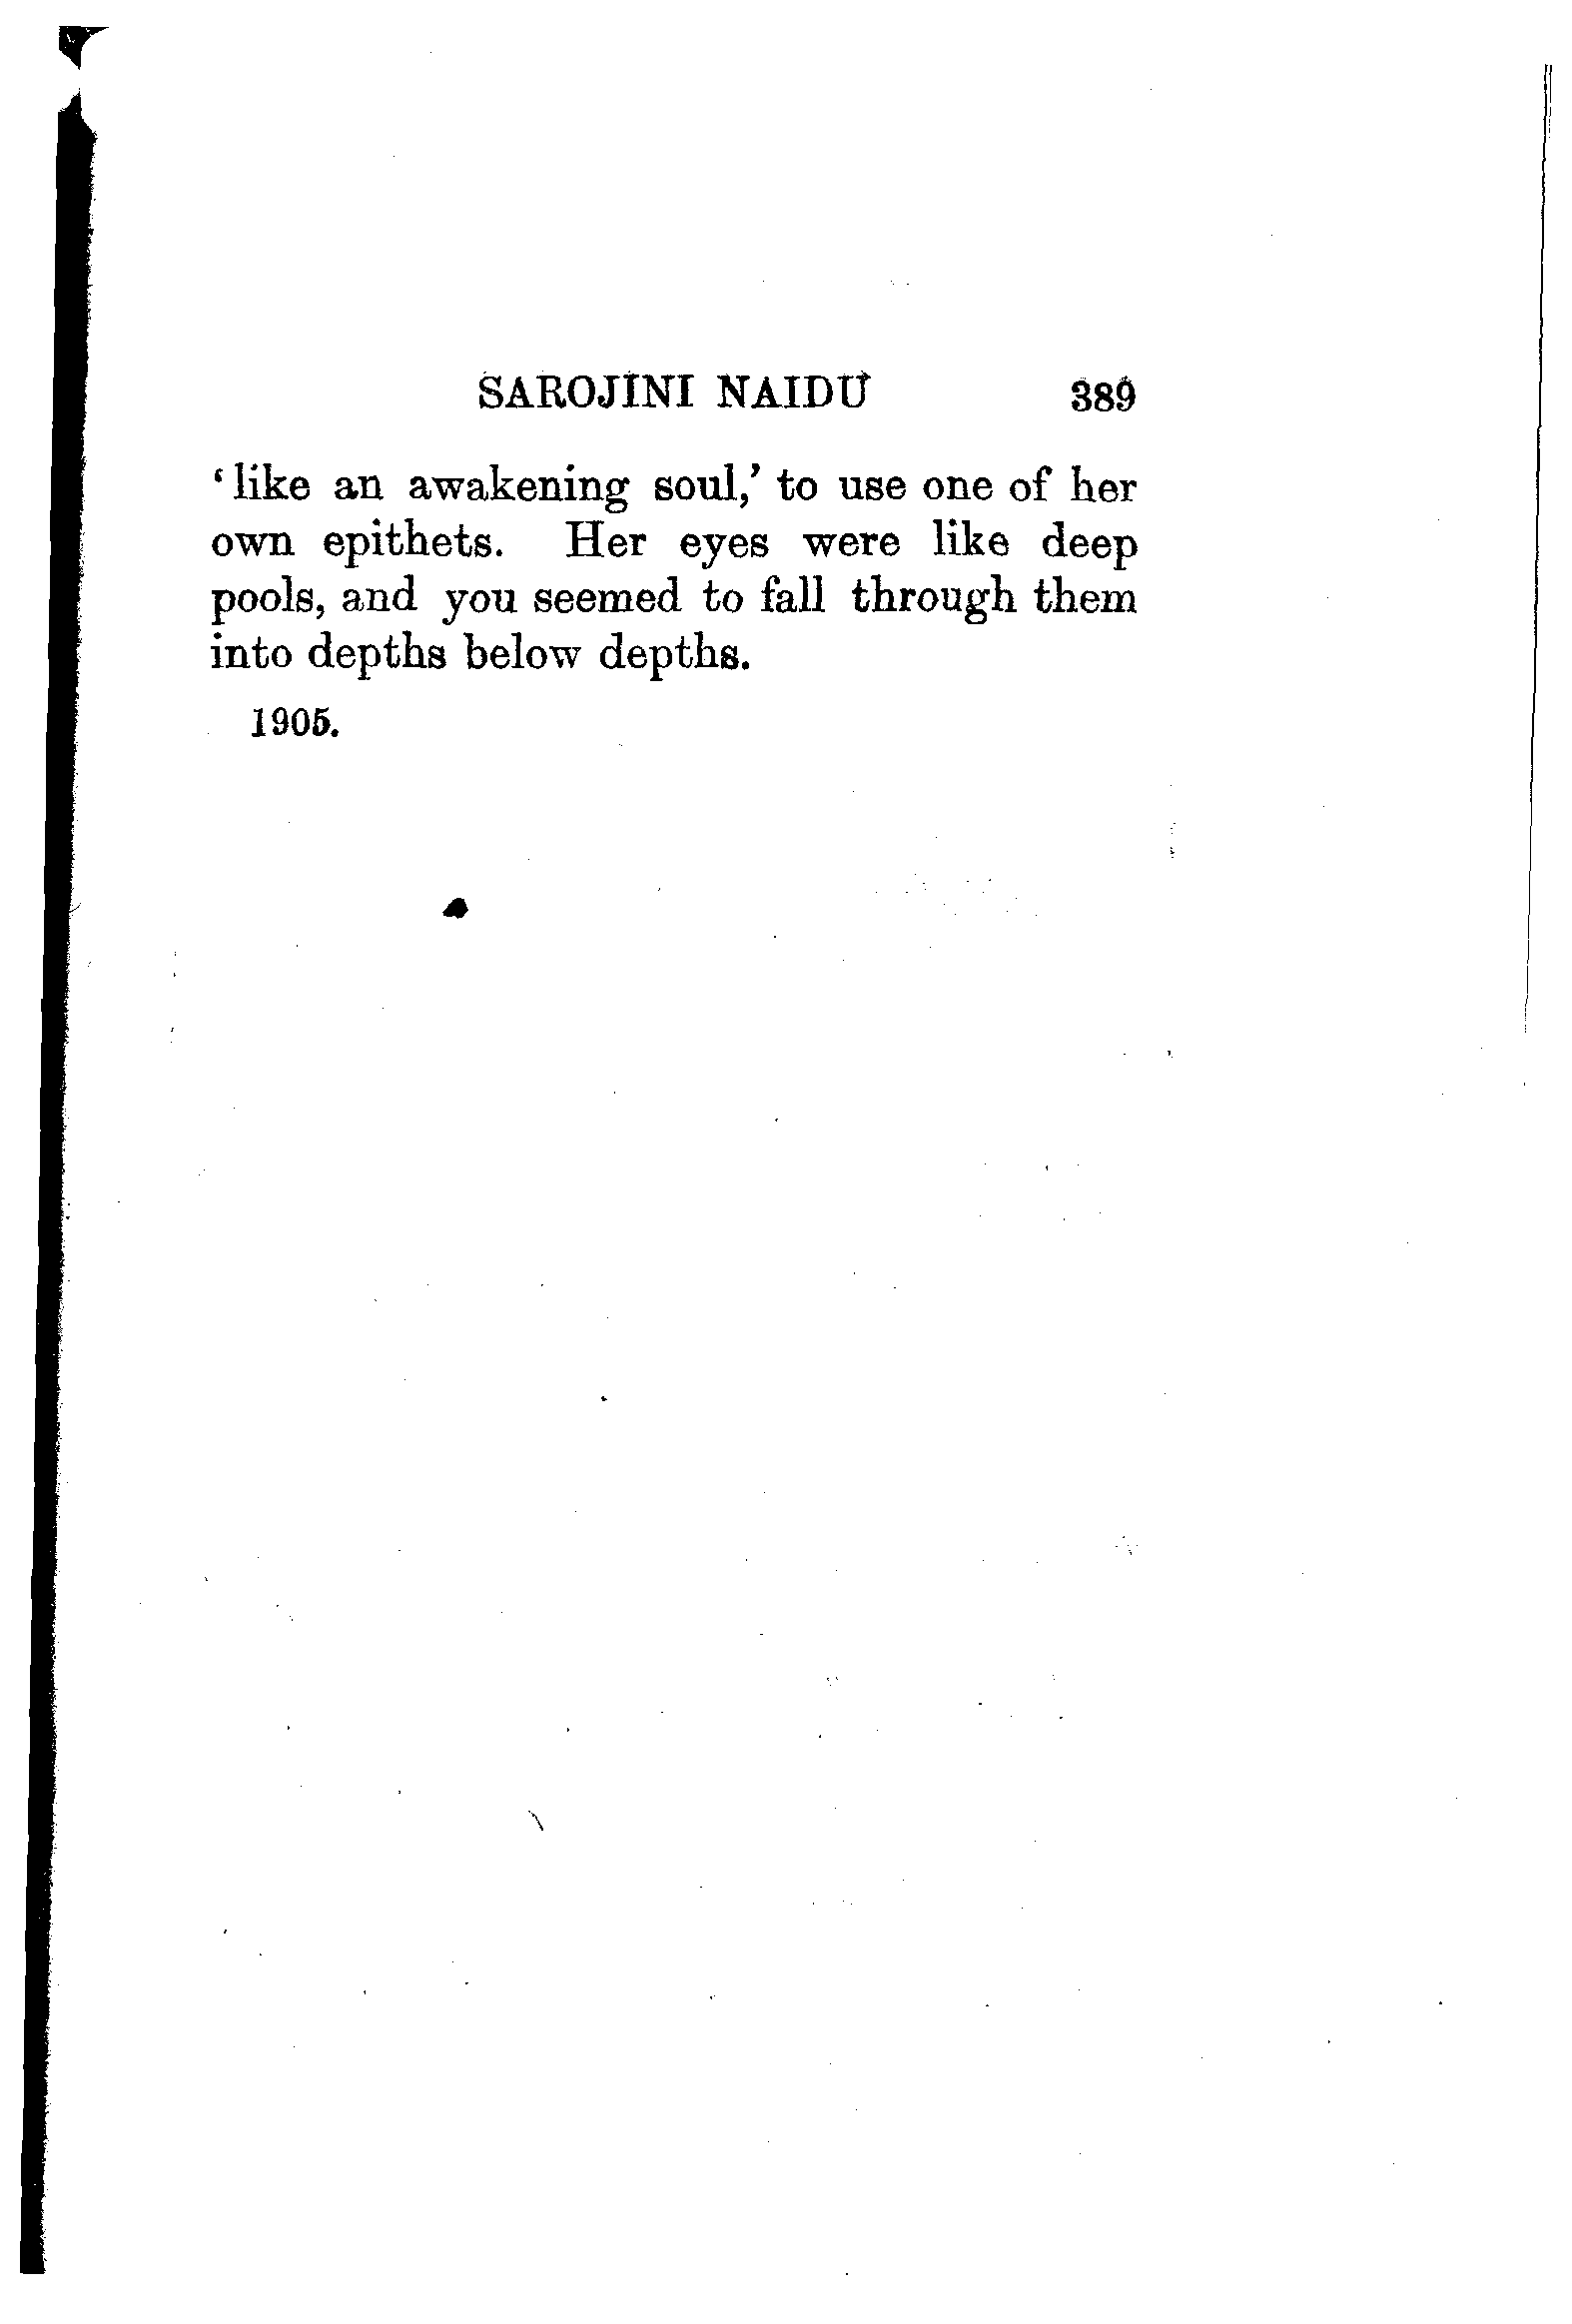 SAROJINI NAIDU 389
‘like an awakening soul,’ to use one of her
own epithets. Her eyes were like deep
pools, and you seemed to fall through them
into depths below depths.
1905.